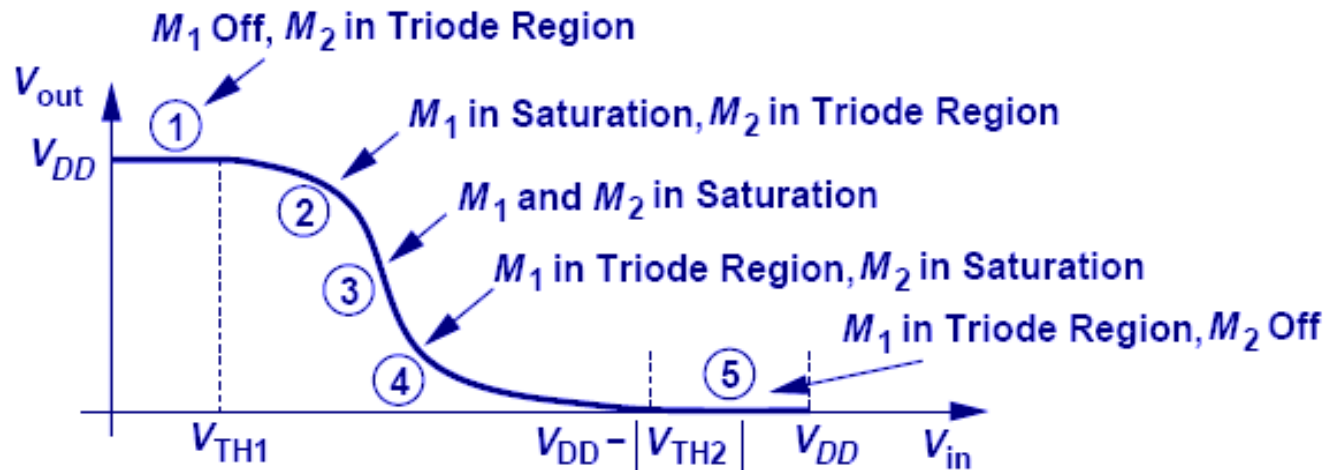 M1 Off, M2 in Triode Region
Vout
1
M1 in Saturation, M2 in Triode Region
VDD
2
M1 and M2 in Saturation
3
M1 in Triode Region, M2 in Saturation
M1 in Triode Region, M2 Off
4
5
VTH1
VDD – |VTH2|
VDD
Vin